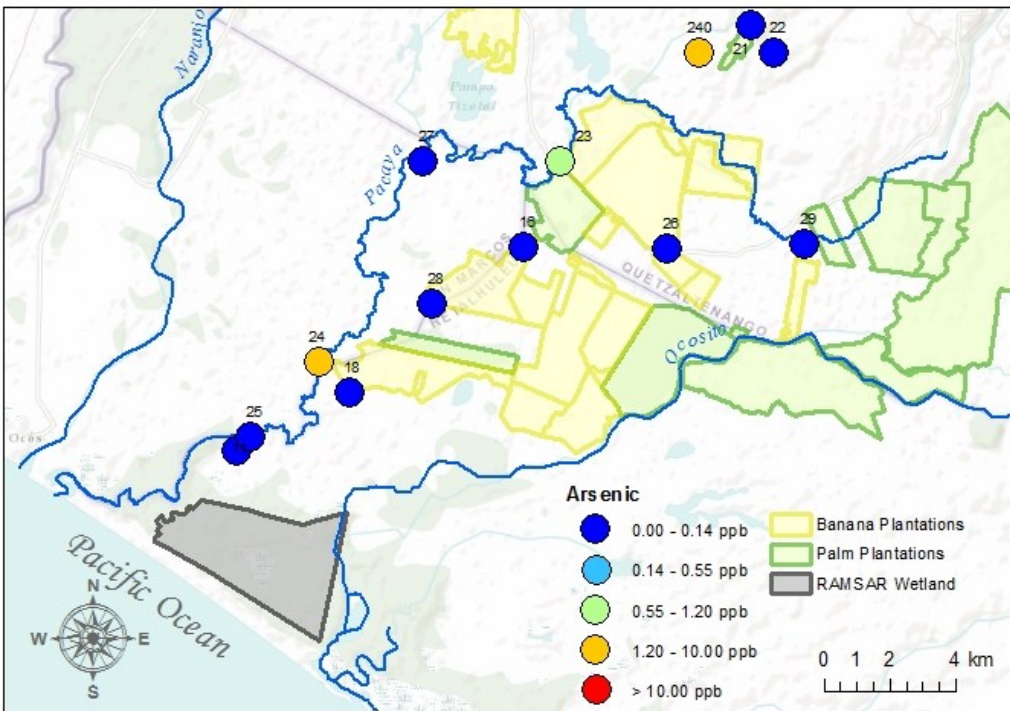 Naranjo
240
21
22
Pampa
Tizatal
27
Pacaya
23
16
26
29
SAN MARCOS
RETALHULEU
QUETZALTENANGO
28
Ocosito
24
18
25
Ocós
Pacific Ocean
N
W
E
S
Arsenic
0.00 - 0.14 ppb
0.14 - 0.55 ppb
0.55 - 1.20 ppb
1.20 - 10.00 ppb
> 10.00 ppb
Banana Plantations
Palm Plantations
RAMSAR Wetland
0 1 2 4 km